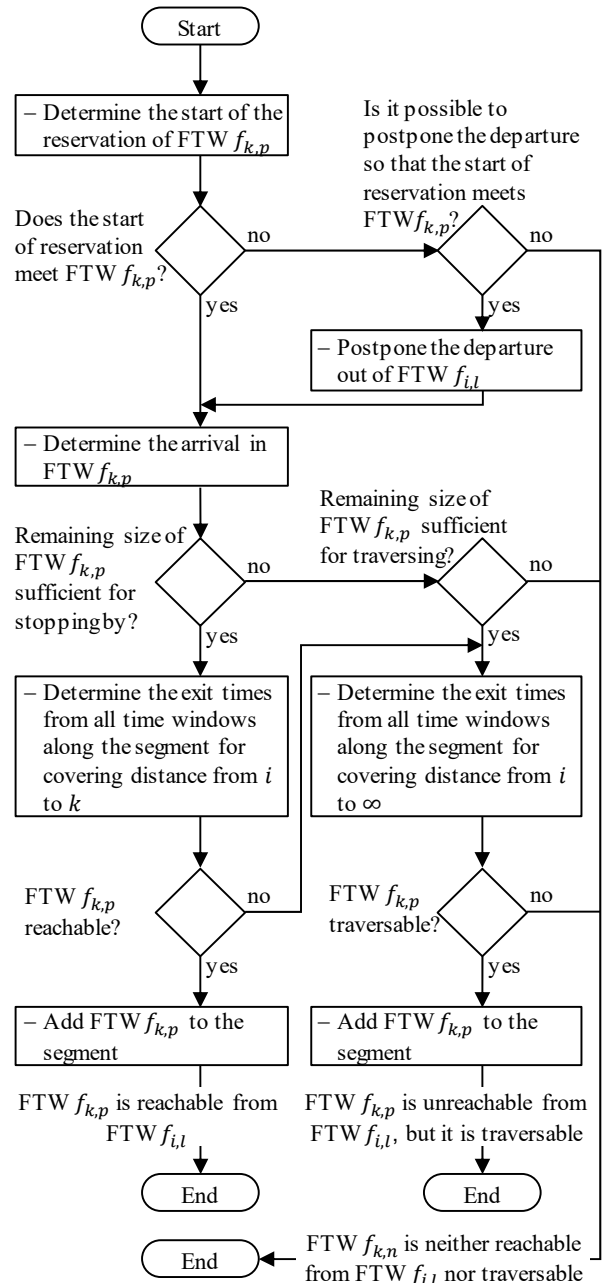 Start
– Determine the start of the
reservation of FTW f_{k,p}
Is it possible to
postpone the departure
so that the start of
reservation meets
FTW f_{k,p}?
Does the start
of reservation
meet FTW f_{k,p}?
no
no
yes
yes
– Postpone the departure
out of FTW f_{i,l}
– Determine the arrival in
FTW f_{k,p}
Remaining size of
FTW f_{k,p}
sufficient for
stopping by?
Remaining size of
FTW f_{k,p} sufficient
for traversing?
no
no
yes
yes
– Determine the exit times
from all time windows
along the segment for
covering distance from i
to k
– Determine the exit times
from all time windows
along the segment for
covering distance from i
to ∞
FTW f_{k,p}
reachable?
no
FTW f_{k,p}
traversable?
no
yes
yes
– Add FTW f_{k,p} to the
segment
– Add FTW f_{k,p} to the
segment
FTW f_{k,p} is reachable from
FTW f_{i,l}
FTW f_{k,p} is unreachable from
FTW f_{i,l}, but it is traversable
End
End
End
FTW f_{k,n} is neither reachable
from FTW f_{i,l} nor traversable